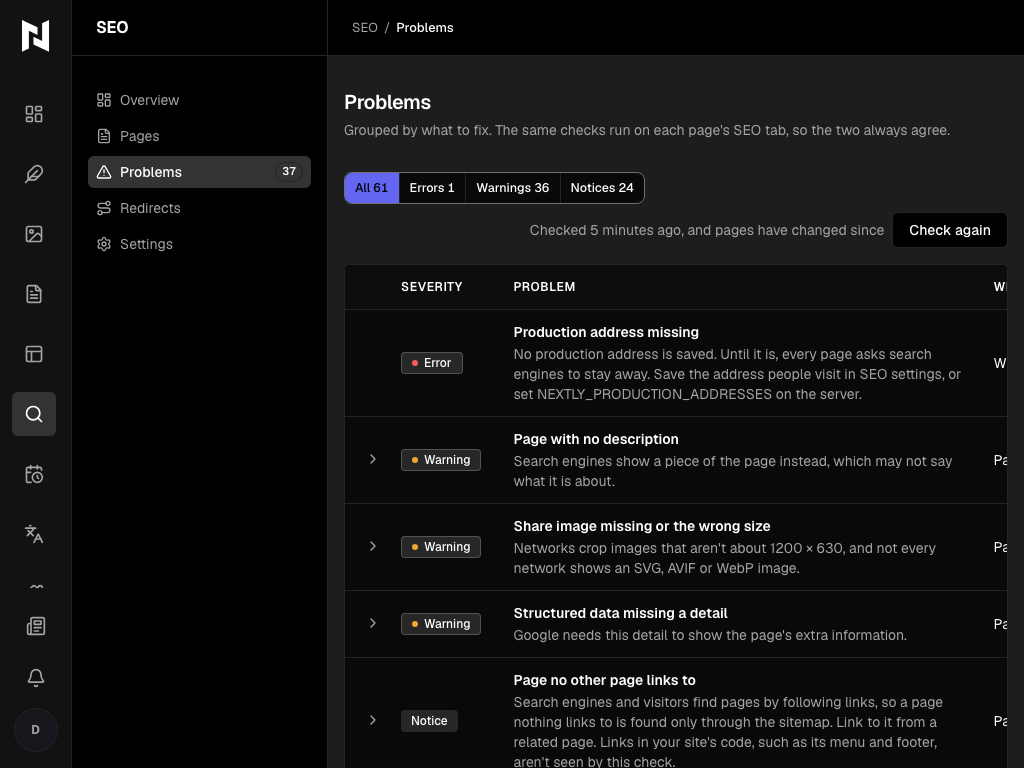 SEO
SEO / Problems
Overview
Pages
Problems 37
Redirects
Settings
Problems
Grouped by what to fix. The same checks run on each page's SEO tab, so the two always agree.
All 61 Errors 1 Warnings 36 Notices 24
Checked 5 minutes ago, and pages have changed since Check again
SEVERITY PROBLEM
Production address missing
Error
No production address is saved. Until it is, every page asks search
engines to stay away. Save the address people visit in SEO settings, or
set NEXTLY_PRODUCTION_ADDRESSES on the server.
Page with no description
Warning
Search engines show a piece of the page instead, which may not say
what it is about.
Share image missing or the wrong size
Warning
Networks crop images that aren't about 1200 × 630, and not every
network shows an SVG, AVIF or WebP image.
Structured data missing a detail
Warning
Google needs this detail to show the page's extra information.
Page no other page links to
Notice
Search engines and visitors find pages by following links, so a page
nothing links to is found only through the sitemap. Link to it from a
related page. Links in your site's code, such as its menu and footer,
aren't seen by this check.
D